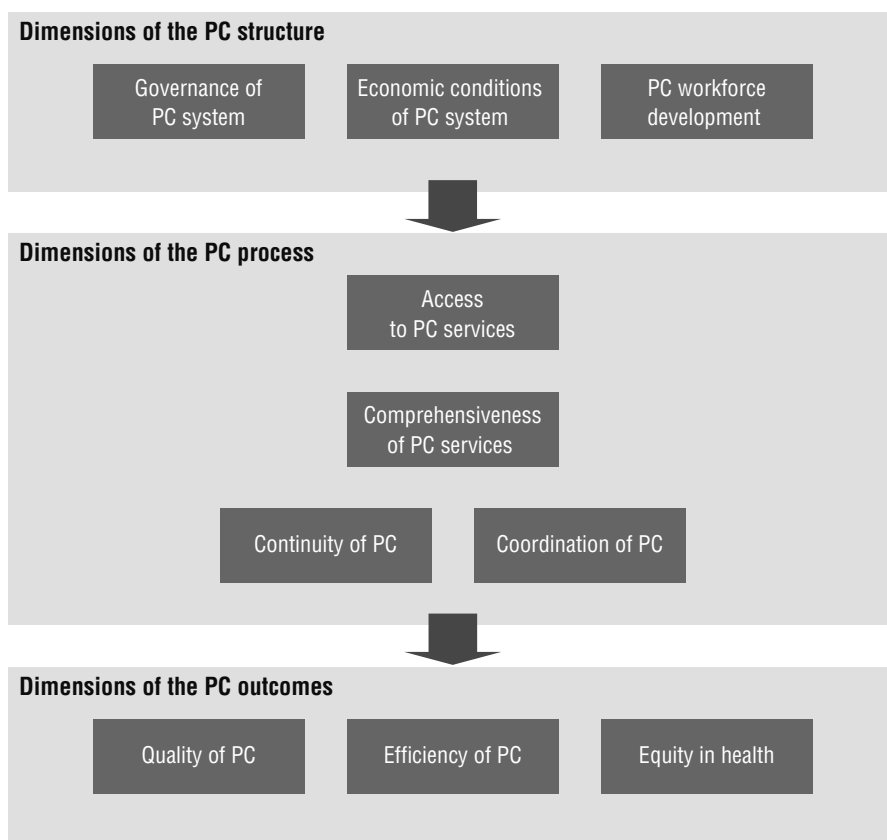 Dimensions of the PC structure
Governance of
PC system
Economic conditions
of PC system
PC workforce
development
Dimensions of the PC process
Access
to PC services
Comprehensiveness
of PC services
Continuity of PC
Coordination of PC
Dimensions of the PC outcomes
Quality of PC
Efficiency of PC
Equity in health